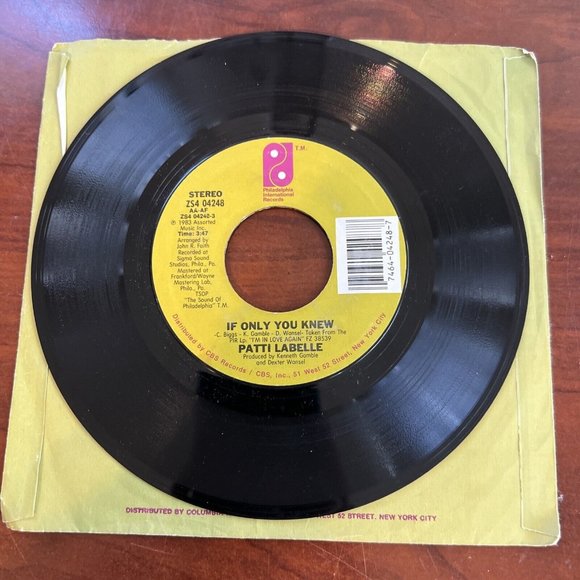 T.M.
Philadelphia
International
Records
STEREO
ZS4 04248
AA-AF
ZS4 04248-3
℗ 1983 Assorted
Music Inc.
Time: 3:47
Arranged by
John R. Faith
Recorded at
Sigma Sound
Studios, Phila., Pa.
Mastered at
Frankford/Wayne
Mastering Lab,
Phila., Pa.
TSOP
"The Sound Of
Philadelphia" T.M.
7464-04248-7
IF ONLY YOU KNEW
-C. Biggs - K. Gamble - D. Wansel- Taken From The
PIR Lp: "I'M IN LOVE AGAIN" FZ 38539
PATTI LABELLE
Produced by Kenneth Gamble
and Dexter Wansel
Distributed by CBS Records / CBS, Inc., 51 West 52 Street, New York City
DISTRIBUTED BY 52 STREET, NEW YORK CITY